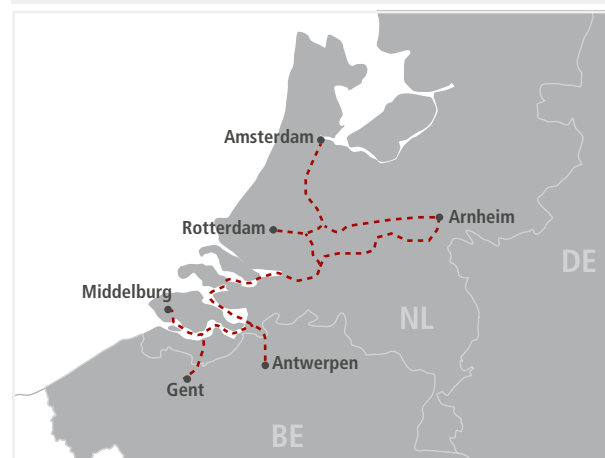 Amsterdam
Arnheim
Rotterdam
DE
Middelburg
NL
Antwerpen
Gent
BE